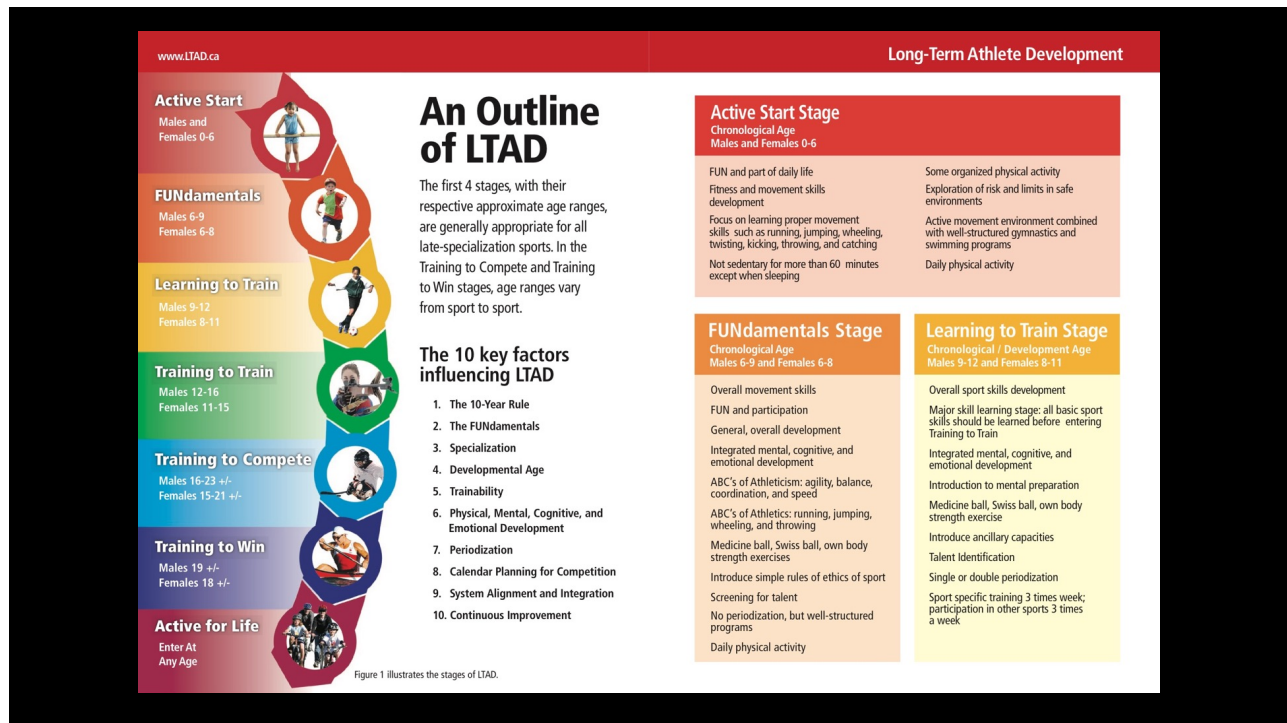 www.LTAD.ca
Long-Term Athlete Development
Active Start
Males and
Females 0-6
FUNdamentals
Males 6-9
Females 6-8
Learning to Train
Males 9-12
Females 8-11
Training to Train
Males 12-16
Females 11-15
Training to Compete
Males 16-23 +/-
Females 15-21 +/-
Training to Win
Males 19 +/-
Females 18 +/-
Active for Life
Enter At
Any Age
An Outline
of LTAD
The first 4 stages, with their
respective approximate age ranges,
are generally appropriate for all
late-specialization sports. In the
Training to Compete and Training
to Win stages, age ranges vary
from sport to sport.
The 10 key factors
influencing LTAD
1. The 10-Year Rule
2. The FUNdamentals
3. Specialization
4. Developmental Age
5. Trainability
6. Physical, Mental, Cognitive, and
Emotional Development
7. Periodization
8. Calendar Planning for Competition
9. System Alignment and Integration
10. Continuous Improvement
Figure 1 illustrates the stages of LTAD.
Active Start Stage
Chronological Age
Males and Females 0-6
FUN and part of daily life
Fitness and movement skills
development
Focus on learning proper movement
skills such as running, jumping, wheeling,
twisting, kicking, throwing, and catching
Not sedentary for more than 60 minutes
except when sleeping
Some organized physical activity
Exploration of risk and limits in safe
environments
Active movement environment combined
with well-structured gymnastics and
swimming programs
Daily physical activity
FUNdamentals Stage
Chronological Age
Males 6-9 and Females 6-8
Overall movement skills
FUN and participation
General, overall development
Integrated mental, cognitive, and
emotional development
ABC's of Athleticism: agility, balance,
coordination, and speed
ABC's of Athletics: running, jumping,
wheeling, and throwing
Medicine ball, Swiss ball, own body
strength exercises
Introduce simple rules of ethics of sport
Screening for talent
No periodization, but well-structured
programs
Daily physical activity
Learning to Train Stage
Chronological / Development Age
Males 9-12 and Females 8-11
Overall sport skills development
Major skill learning stage: all basic sport
skills should be learned before entering
Training to Train
Integrated mental, cognitive, and
emotional development
Introduction to mental preparation
Medicine ball, Swiss ball, own body
strength exercise
Introduce ancillary capacities
Talent Identification
Single or double periodization
Sport specific training 3 times week;
participation in other sports 3 times
a week